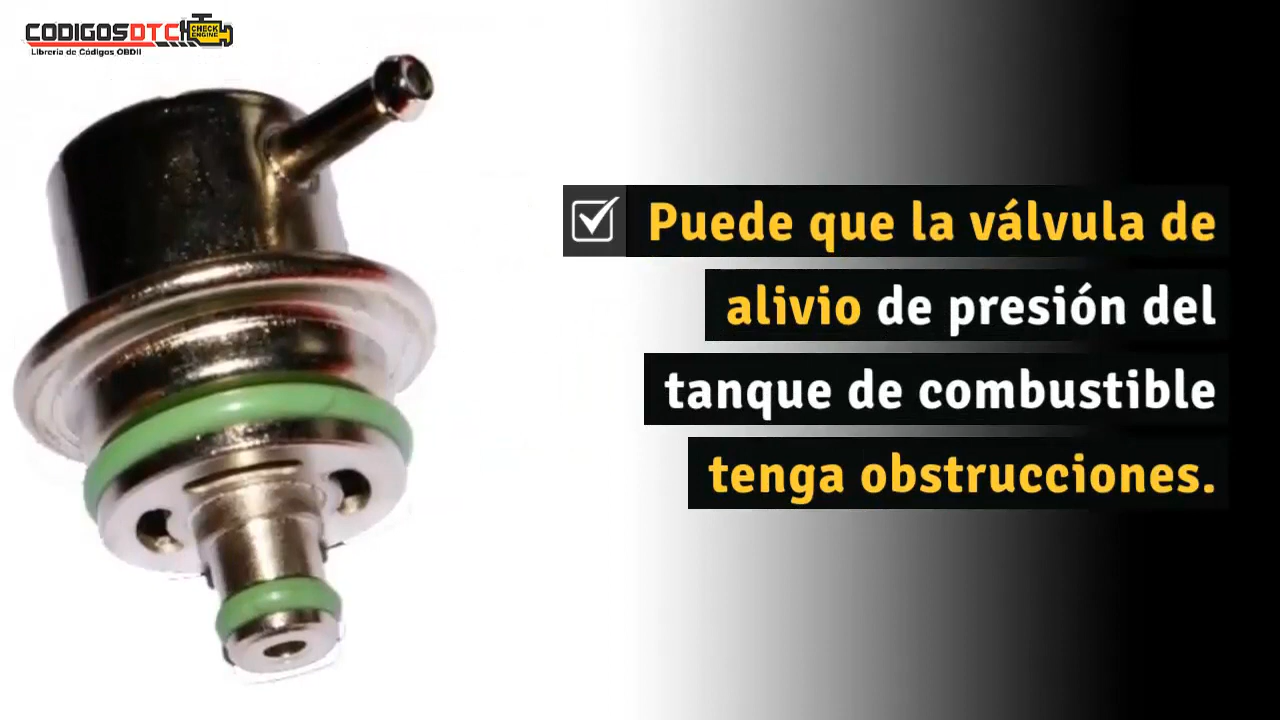 CODIGOSDTC
CHECK
ENGINE
Librería de Códigos OBDII
Puede que la válvula de
alivio de presión del
tanque de combustible
tenga obstrucciones.